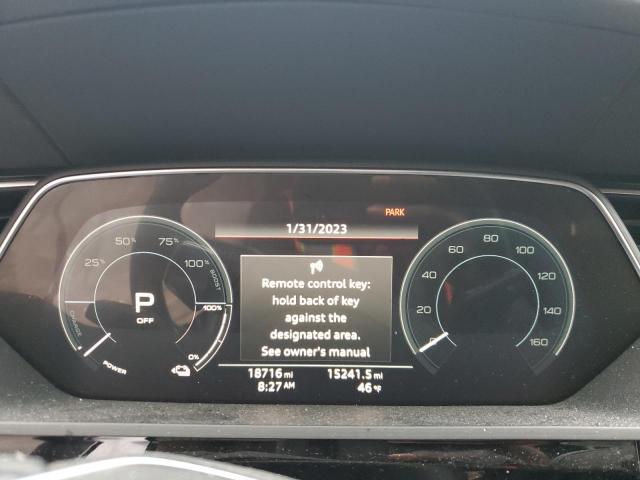 PARK
1/31/2023
Remote control key:
hold back of key
against the
designated area.
See owner's manual
18716 mi 15241.5 mi
8:27 AM 46 °F
25% 50% 75% 100%
BOOST
P
OFF
100%
0%
CHARGE
POWER
0 20 40 60 80 100 120 140 160